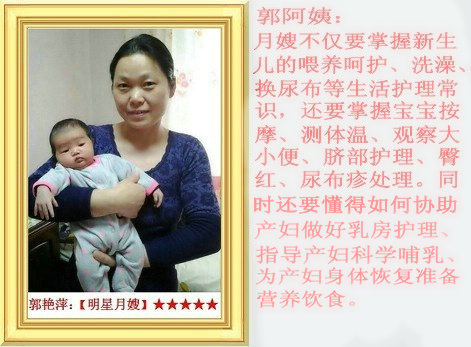 郭阿姨：
月嫂不仅要掌握新生
儿的喂养呵护、洗澡、
换尿布等生活护理常
识，还要掌握宝宝按
摩、测体温、观察大
小便、脐部护理、臀
红、尿布疹处理。同
时还要懂得如何协助
产妇做好乳房护理、
指导产妇科学哺乳、
为产妇身体恢复准备
营养饮食。
郭艳萍：【明星月嫂】★★★★★